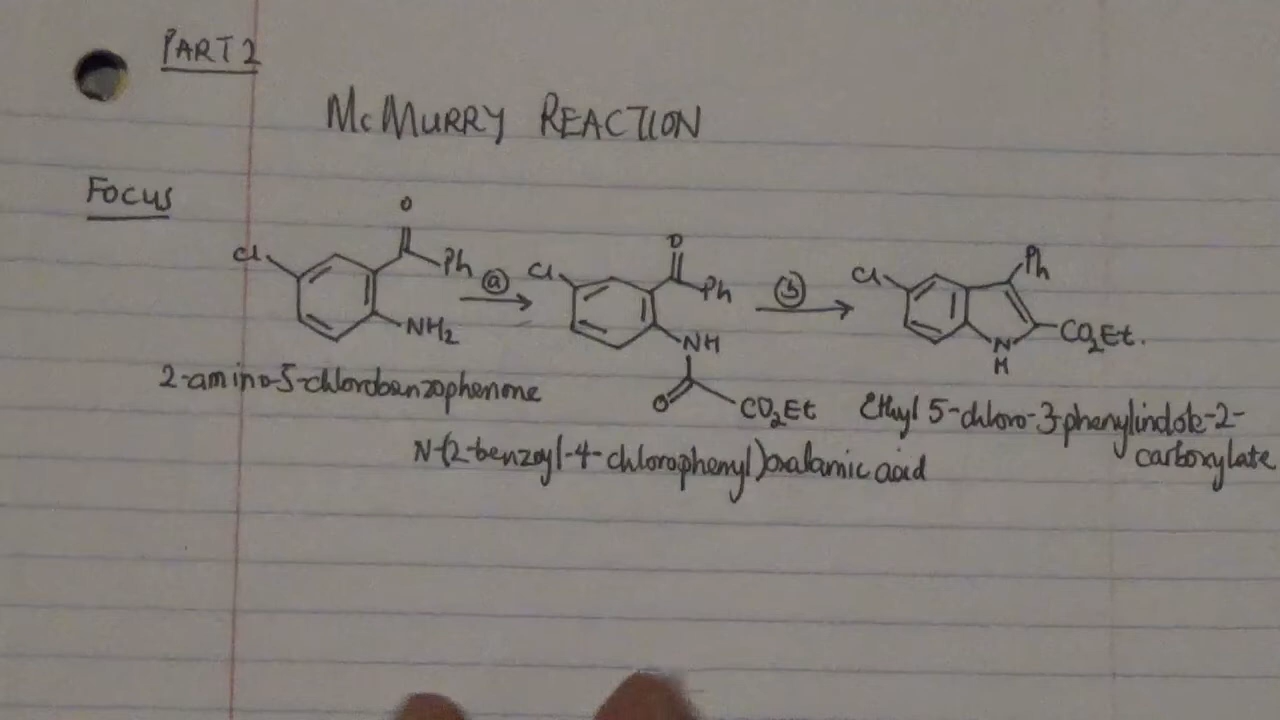 PART 2
McMURRY REACTION
FOCUS
O
Cl
Ph
NH2
a
O
Cl
Ph
NH
O
CO2Et
b
Cl
Ph
N
H
CO2Et.
2-amino-5-chlorobenzophenone
N-(2-benzoyl-4-chlorophenyl)oxalamic acid
Ethyl 5-chloro-3-phenylindole-2-
carboxylate